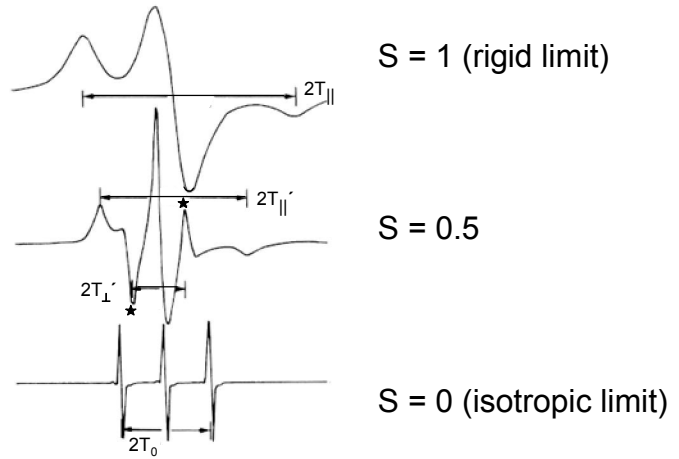 S = 1 (rigid limit)
2T||
2T||´
S = 0.5
2T⊥´
S = 0 (isotropic limit)
2T₀